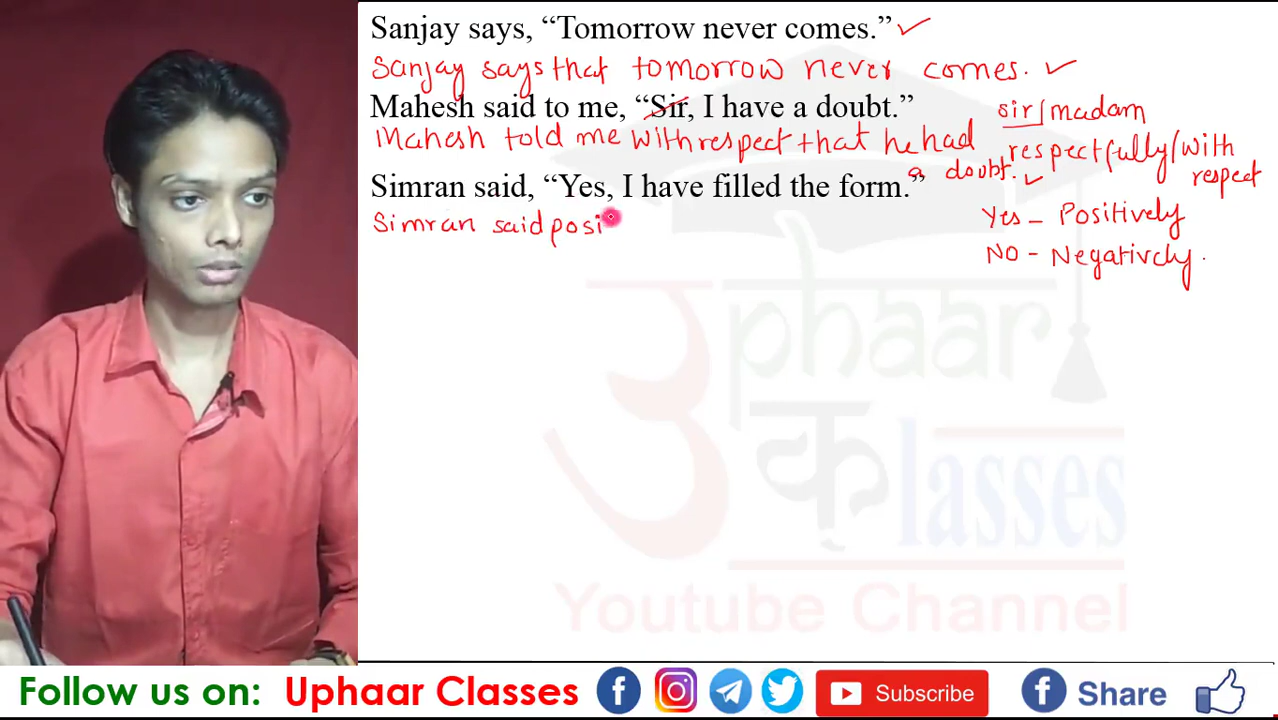 Sanjay says, “Tomorrow never comes.”
Sanjay says that tomorrow never comes.
Mahesh said to me, “Sir, I have a doubt.”
sir/madam
Mahesh told me with respect that he had
a doubt.
respectfully/with
respect
Simran said, “Yes, I have filled the form.”
Yes - Positively
Simran said posi
NO - Negatively.
उphaar
कlasses
Youtube Channel
Follow us on: Uphaar Classes Subscribe Share